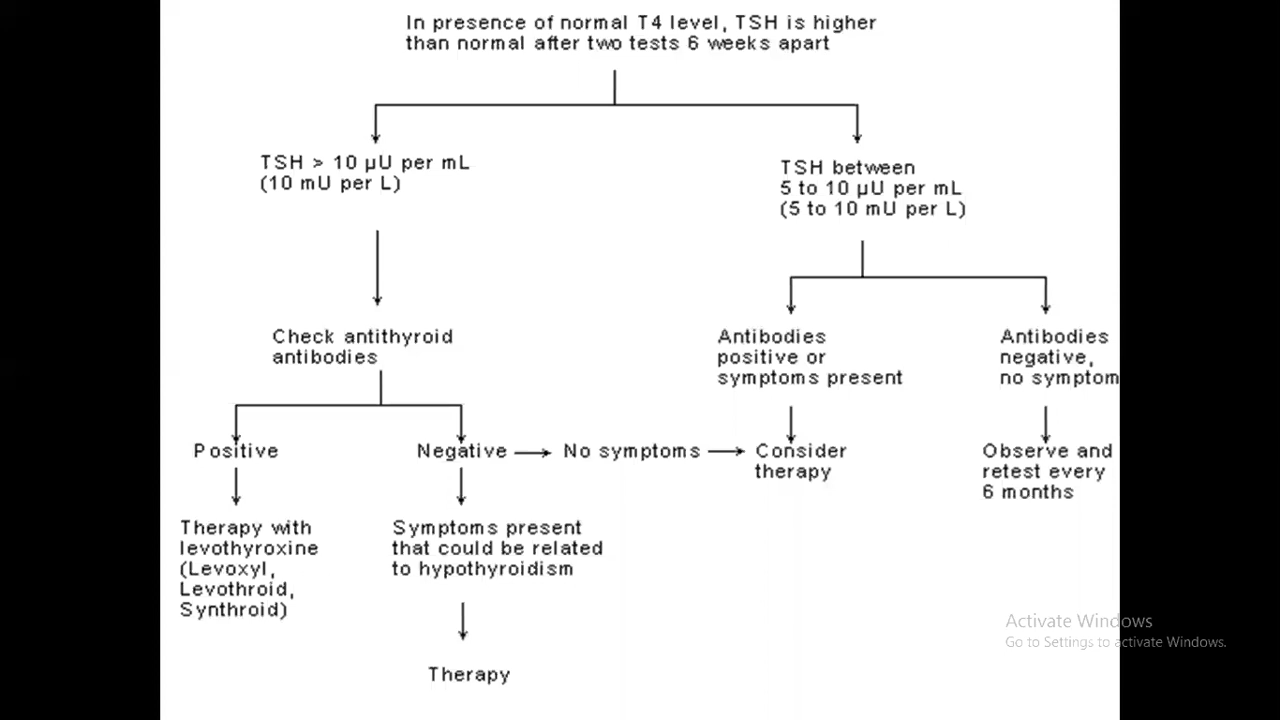 In presence of normal T4 level, TSH is higher
than normal after two tests 6 weeks apart
TSH > 10 µU per mL
(10 mU per L)
TSH between
5 to 10 µU per mL
(5 to 10 mU per L)
Check antithyroid
antibodies
Antibodies
positive or
symptoms present
Antibodies
negative,
no symptom
Positive
Negative
No symptoms
Consider
therapy
Observe and
retest every
6 months
Therapy with
levothyroxine
(Levoxyl,
Levothroid,
Synthroid)
Symptoms present
that could be related
to hypothyroidism
Therapy
Activate Windows
Go to Settings to activate Windows.